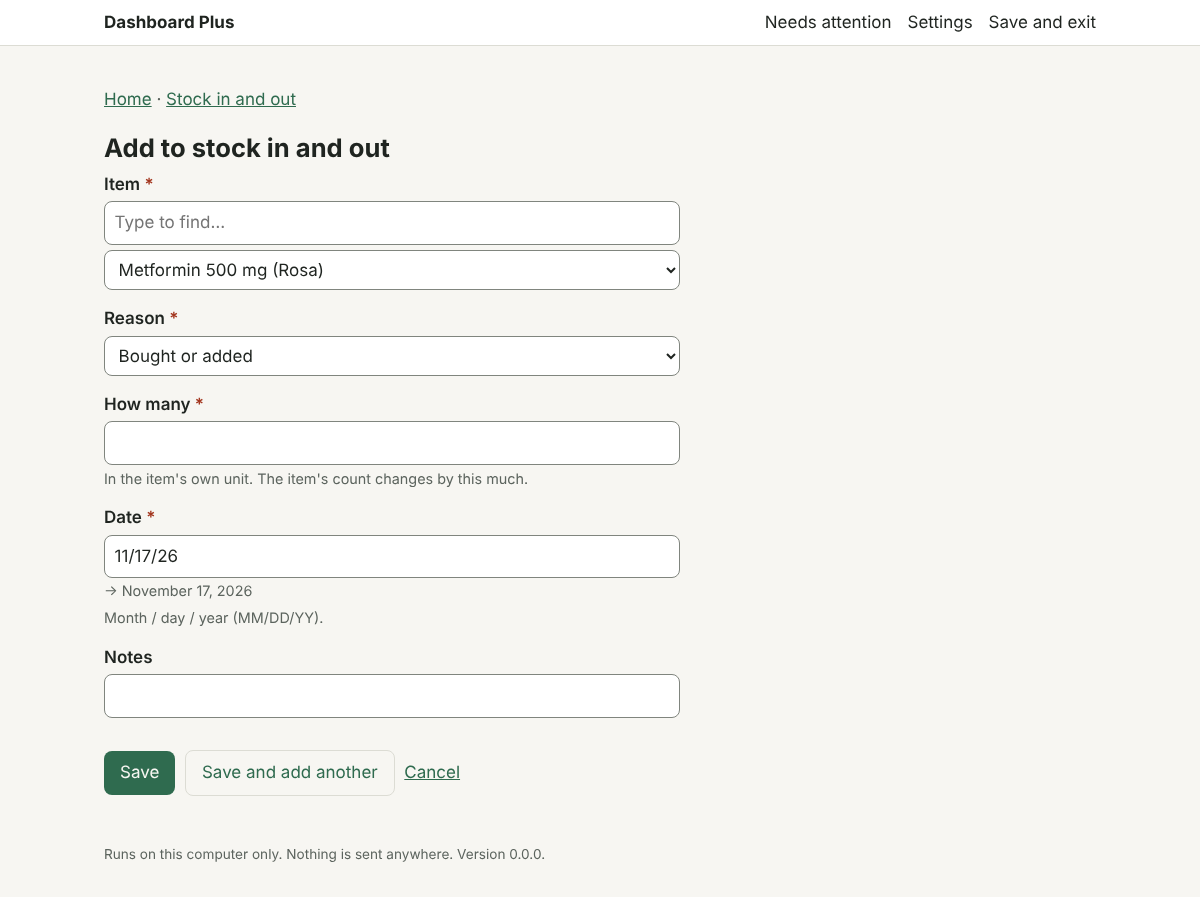 Dashboard Plus
Needs attention Settings Save and exit
Home · Stock in and out
Add to stock in and out
Item *
Type to find...
Metformin 500 mg (Rosa)
Reason *
Bought or added
How many *
In the item's own unit. The item's count changes by this much.
Date *
11/17/26
→ November 17, 2026
Month / day / year (MM/DD/YY).
Notes
Save Save and add another Cancel
Runs on this computer only. Nothing is sent anywhere. Version 0.0.0.